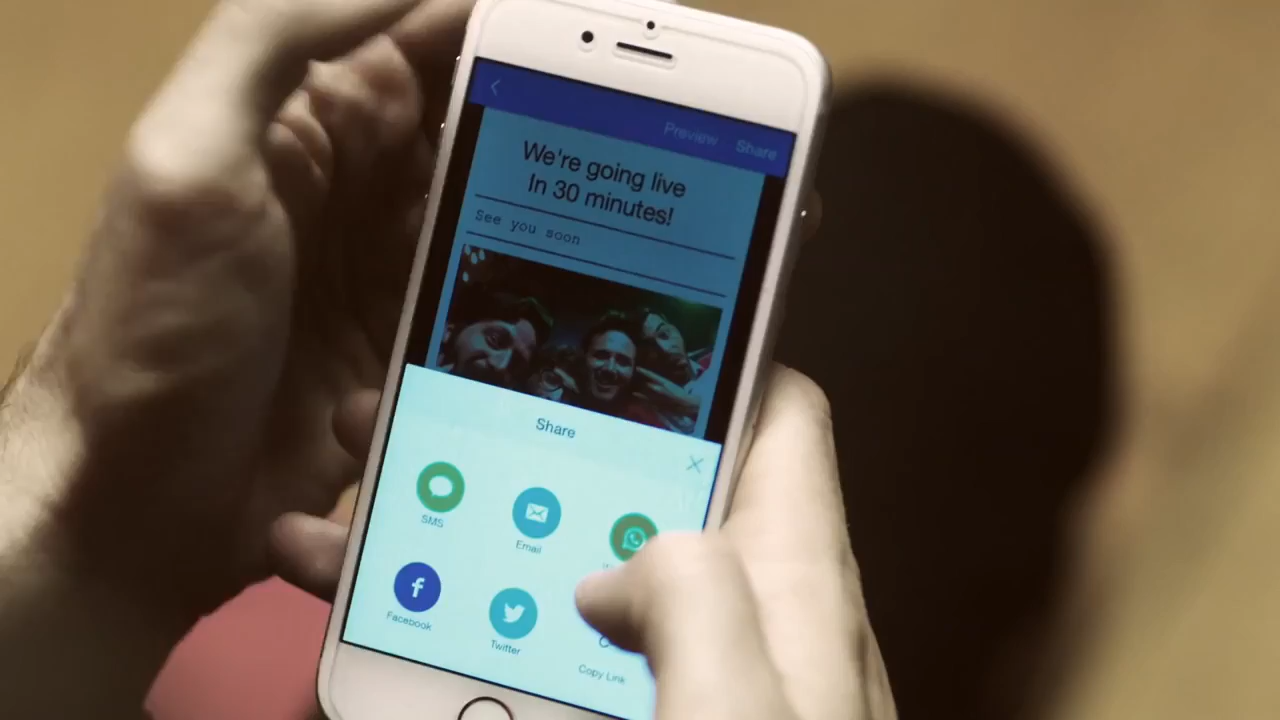 Preview Share
We're going live
In 30 minutes!
See you soon
Share
SMS
Email
Facebook
Twitter
Copy Link